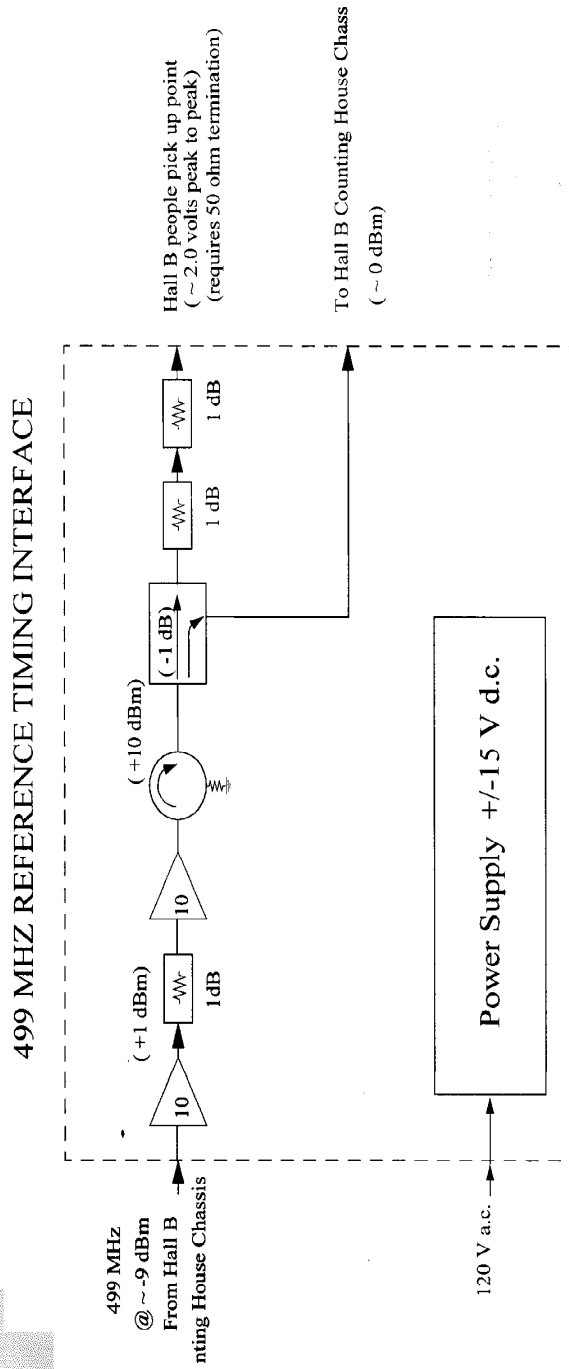 499 MHZ REFERENCE TIMING INTERFACE
499 MHz
@ ~ -9 dBm
From Hall B
nting House Chassis
10
( +1 dBm)
1dB
10
( +10 dBm)
( -1 dB)
1 dB
1 dB
Hall B people pick up point
( ~ 2.0 volts peak to peak)
(requires 50 ohm termination)
To Hall B Counting House Chass
( ~ 0 dBm)
120 V a.c.
Power Supply +/-15 V d.c.